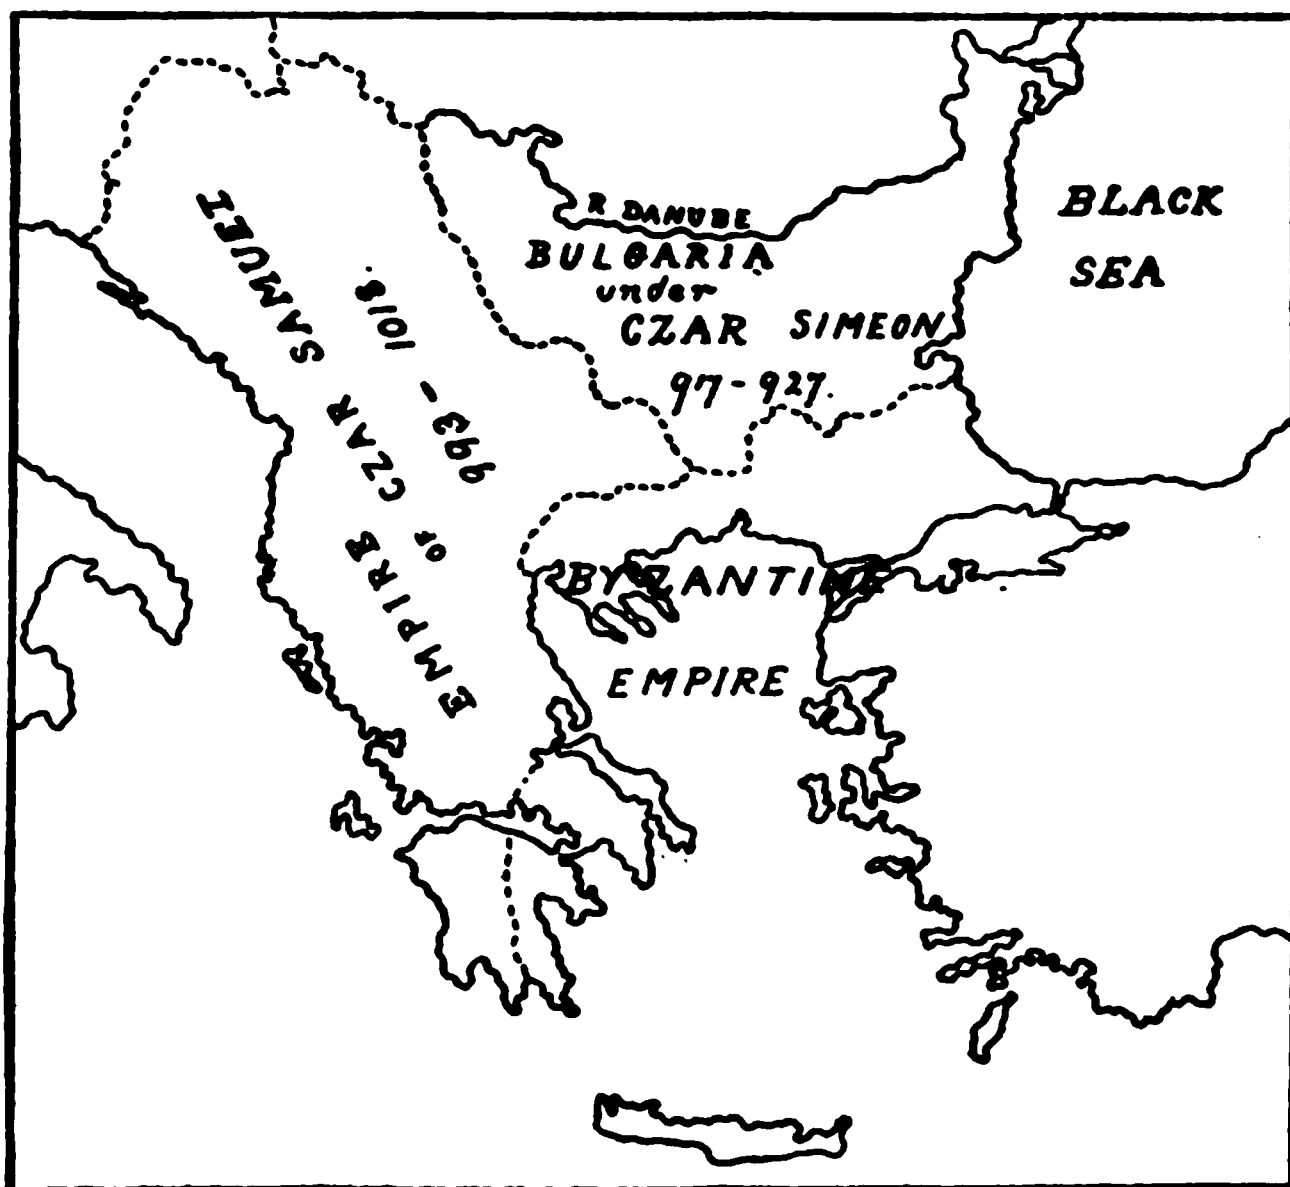 BLACK
SEA
R DANUBE
BULGARIA
under
CZAR SIMEON
97-927.
EMPIRE OF CZAR SAMUEL
993 - 1018
BYZANTINE
EMPIRE